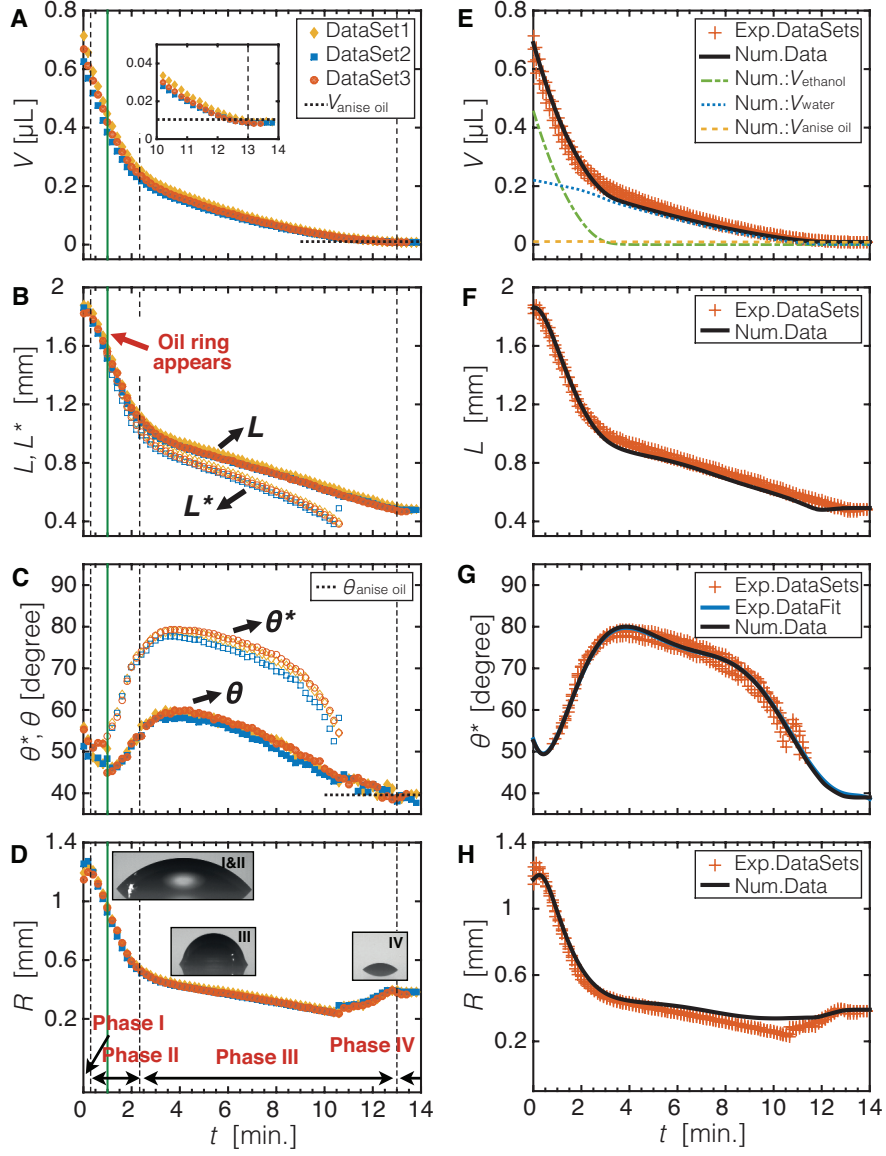 A
V [µL]
0.8
0.6
0.4
0.2
0
DataSet1
DataSet2
DataSet3
V anise oil
0.04
0.02
0
10 11 12 13 14
B
L, L* [mm]
2
1.6
1.2
0.8
0.4
Oil ring
appears
L
L*
C
θ*, θ [degree]
90
80
70
60
50
40
θ anise oil
θ*
θ
D
R [mm]
1.4
1
0.6
0.2
I&II
III
IV
Phase I
Phase II
Phase III
Phase IV
0 2 4 6 8 10 12 14
t [min.]
E
V [µL]
0.8
0.6
0.4
0.2
0
Exp.DataSets
Num.Data
Num.:V ethanol
Num.:V water
Num.:V anise oil
F
L [mm]
2
1.6
1.2
0.8
0.4
Exp.DataSets
Num.Data
G
θ* [degree]
90
80
70
60
50
40
Exp.DataSets
Exp.DataFit
Num.Data
H
R [mm]
1.4
1
0.6
0.2
Exp.DataSets
Num.Data
0 2 4 6 8 10 12 14
t [min.]